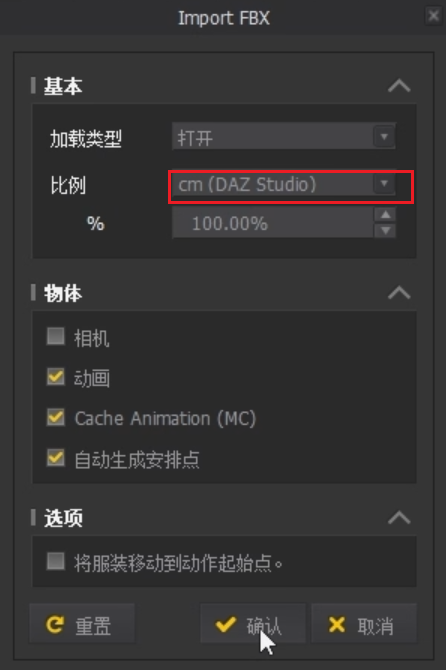 Import FBX
基本
加载类型 打开
比例 cm (DAZ Studio)
% 100.00%
物体
相机
动画
Cache Animation (MC)
自动生成安排点
选项
将服装移动到动作起始点。
重置 确认 取消